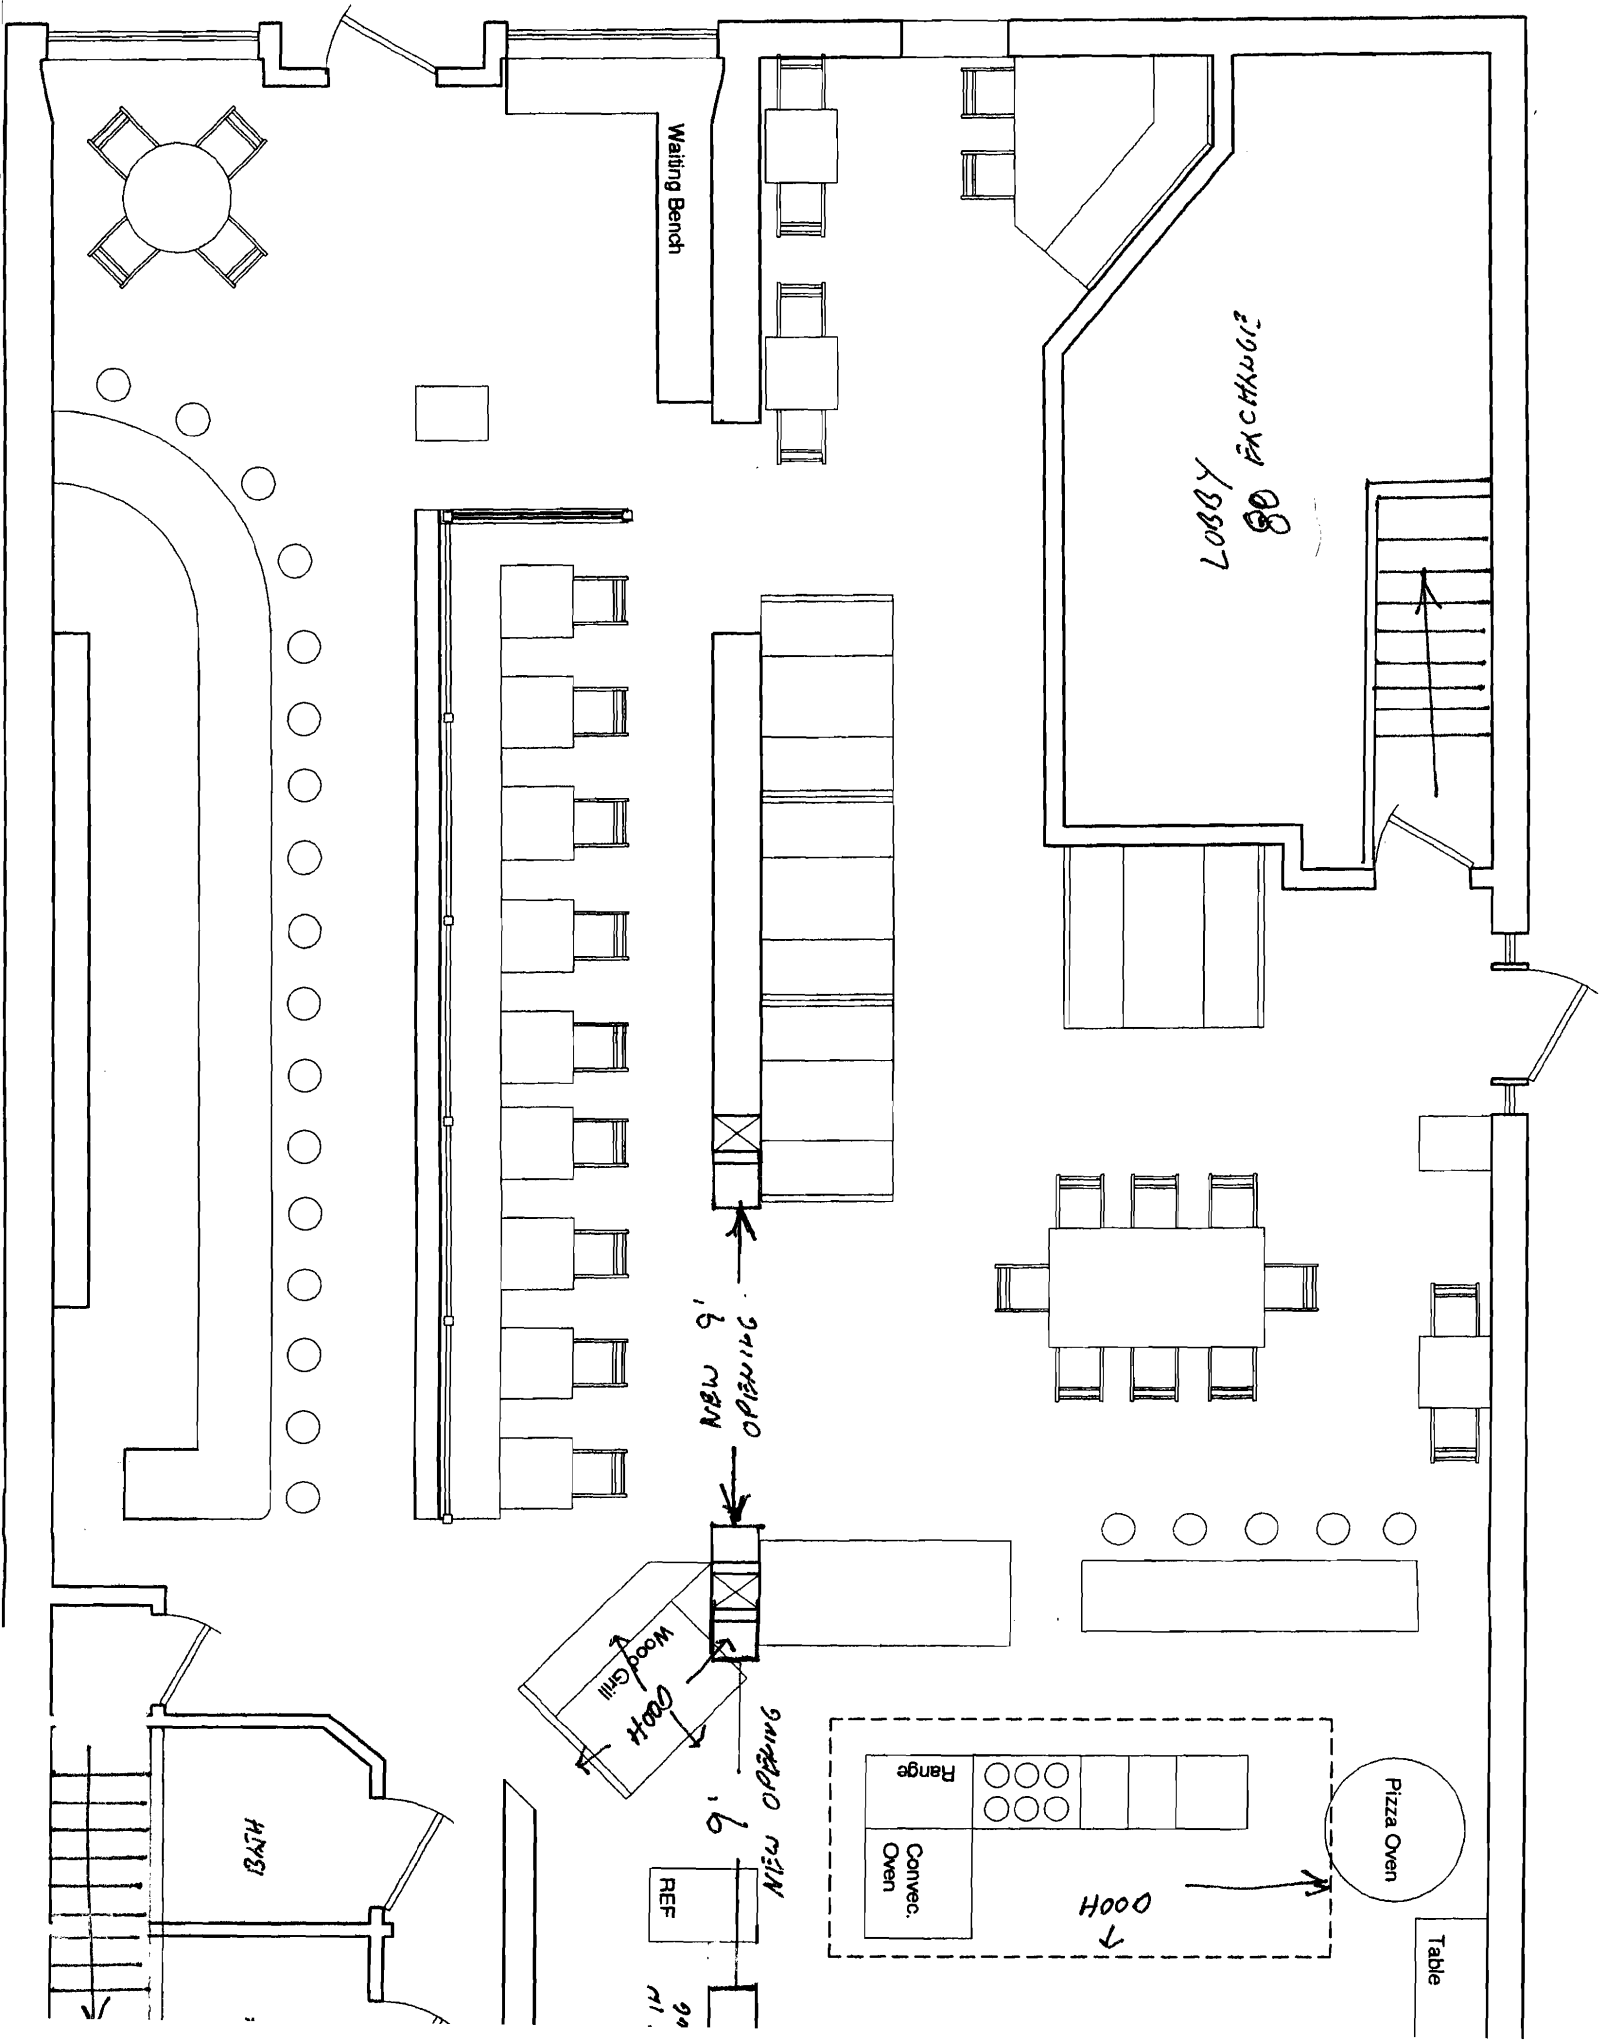 Waiting Bench
LOBBY
80 EXCHANGE
NEW 9'
OPENING.
Wood Grill
HOOD
9'
NEW OPENING
Range
Convec.
Oven
HOOD
Pizza Oven
Table
REF
BATH